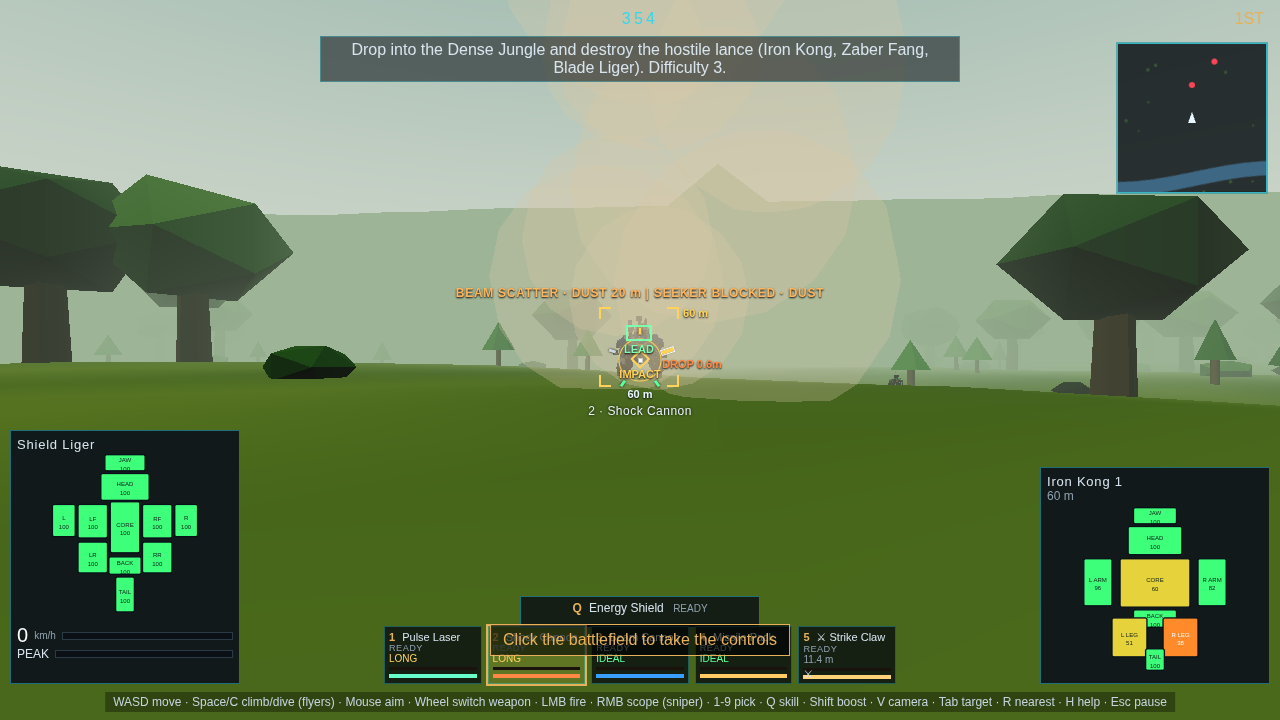 354
1ST
Drop into the Dense Jungle and destroy the hostile lance (Iron Kong, Zaber Fang,
Blade Liger). Difficulty 3.
BEAM SCATTER - DUST 20 m | SEEKER BLOCKED - DUST
60 m
LEAD
DROP 0.6m
IMPACT
60 m
2 · Shock Cannon
Shield Liger
JAW
100
HEAD
100
L
100
LF
100
CORE
100
RF
100
R
100
LR
100
BACK
100
RR
100
TAIL
100
0 km/h
PEAK
Iron Kong 1
60 m
JAW
100
HEAD
100
L ARM
96
CORE
60
R ARM
82
BACK
100
L LEG
51
R LEG
TAIL
100
Q Energy Shield READY
1 Pulse Laser
READY
LONG
2
READY
LONG
READY
IDEAL
READY
IDEAL
5 ⚔ Strike Claw
READY
11.4 m
Click the battlefield to take the controls
WASD move · Space/C climb/dive (flyers) · Mouse aim · Wheel switch weapon · LMB fire · RMB scope (sniper) · 1-9 pick · Q skill · Shift boost · V camera · Tab target · R nearest · H help · Esc pause